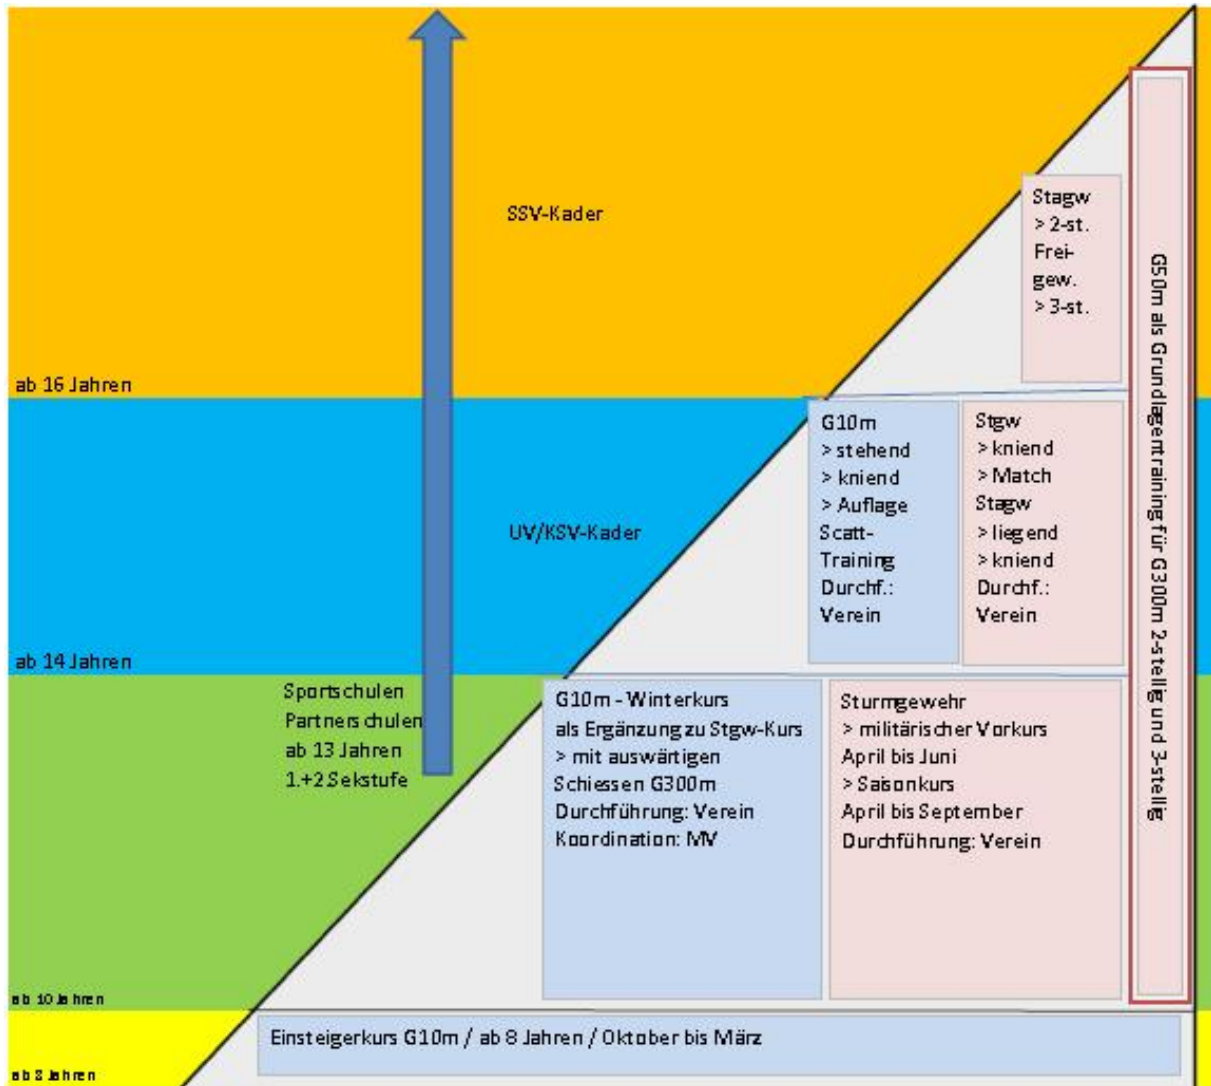 SSV-Kader
Stagw
> 2-st.
Frei-
gew.
> 3-st.
G50m als Grundlagentraining für G300m 2-stellig und 3-stellig
ab 16 Jahren
UV/KSV-Kader
G10m
> stehend
> kniend
> Auflage
Scatt-
Training
Durchf.:
Verein
Stgw
> kniend
> Match
Stagw
> liegend
> kniend
Durchf.:
Verein
ab 14 Jahren
Sportschulen
Partnerschulen
ab 13 Jahren
1.+2.Sekstufe
G10m - Winterkurs
als Ergänzung zu Stgw-Kurs
> mit auswärtigen
Schiessen G300m
Durchführung: Verein
Koordination: MV
Sturmgewehr
> militärischer Vorkurs
April bis Juni
> Saisonkurs
April bis September
Durchführung: Verein
ab 10 Jahren
Einsteigerkurs G10m / ab 8 Jahren / Oktober bis März
ab 8 Jahren